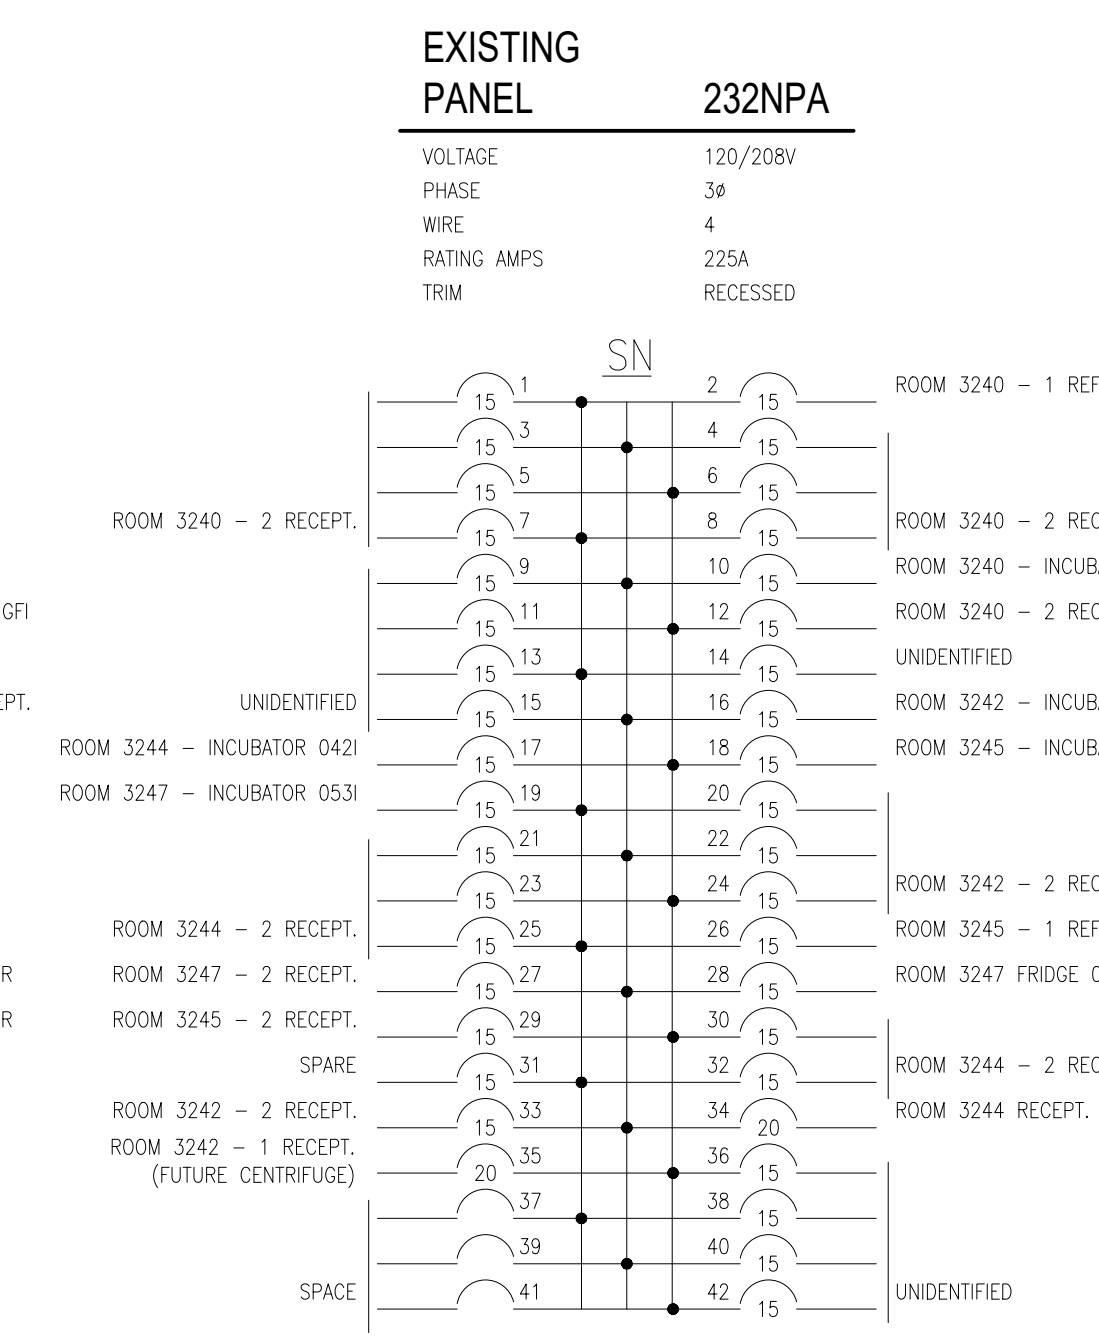 EXISTING
PANEL 232NPA
VOLTAGE 120/208V
PHASE 3ø
WIRE 4
RATING AMPS 225A
TRIM RECESSED
SN
15 1 2 15 ROOM 3240 – 1 REF
15 3 4 15
15 5 6 15
ROOM 3240 – 2 RECEPT. 15 7 8 15 ROOM 3240 – 2 REC
15 9 10 15 ROOM 3240 – INCUB
GFI 15 11 12 15 ROOM 3240 – 2 REC
15 13 14 15 UNIDENTIFIED
EPT. UNIDENTIFIED 15 15 16 15 ROOM 3242 – INCUB
ROOM 3244 – INCUBATOR 042I 15 17 18 15 ROOM 3245 – INCUB
ROOM 3247 – INCUBATOR 053I 15 19 20 15
15 21 22 15
15 23 24 15 ROOM 3242 – 2 REC
ROOM 3244 – 2 RECEPT. 15 25 26 15 ROOM 3245 – 1 REF
R ROOM 3247 – 2 RECEPT. 15 27 28 15 ROOM 3247 FRIDGE
R ROOM 3245 – 2 RECEPT. 15 29 30 15
SPARE 15 31 32 15 ROOM 3244 – 2 REC
ROOM 3242 – 2 RECEPT. 15 33 34 20 ROOM 3244 RECEPT.
ROOM 3242 – 1 RECEPT.
(FUTURE CENTRIFUGE) 20 35 36 15
37 38 15
39 40 15
SPACE 41 42 15 UNIDENTIFIED